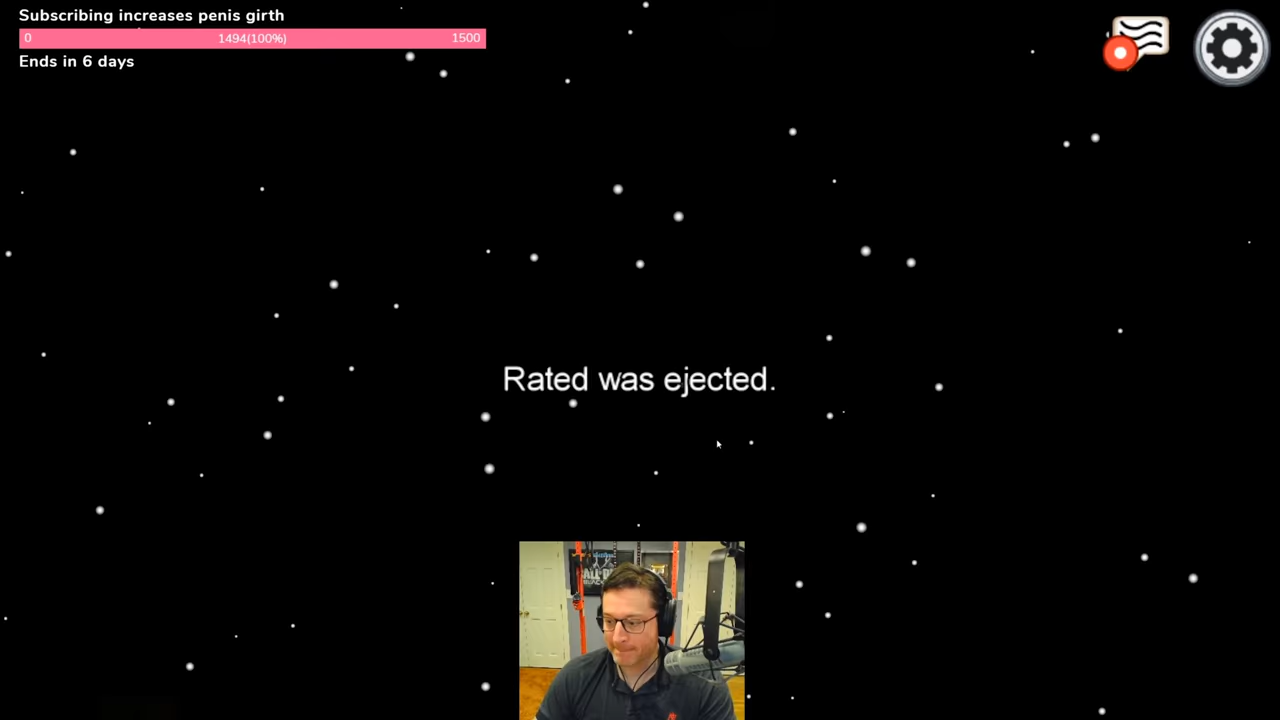 Subscribing increases penis girth
0 1494(100%) 1500
Ends in 6 days
Rated was ejected.